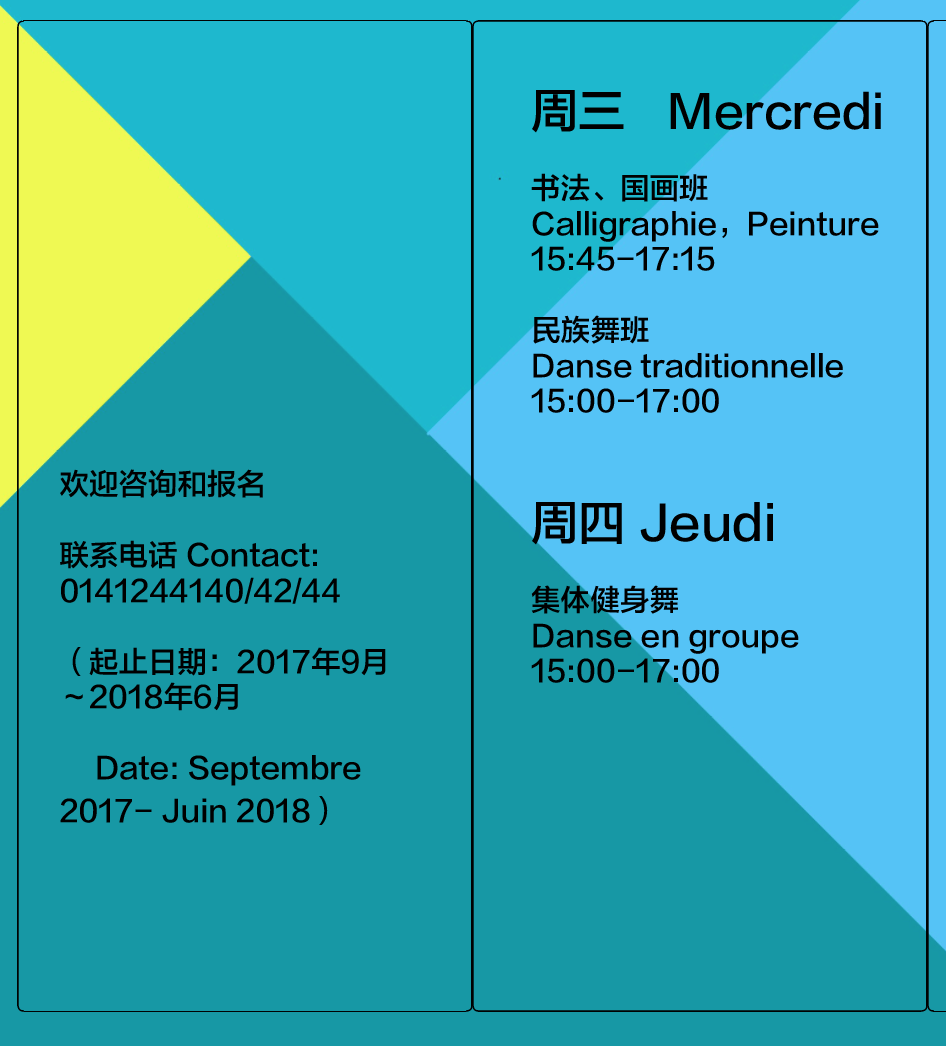 欢迎咨询和报名
联系电话 Contact:
0141244140/42/44
（起止日期：2017年9月
～2018年6月
Date: Septembre
2017- Juin 2018）
周三 Mercredi
书法、国画班
Calligraphie，Peinture
15:45-17:15
民族舞班
Danse traditionnelle
15:00-17:00
周四 Jeudi
集体健身舞
Danse en groupe
15:00-17:00